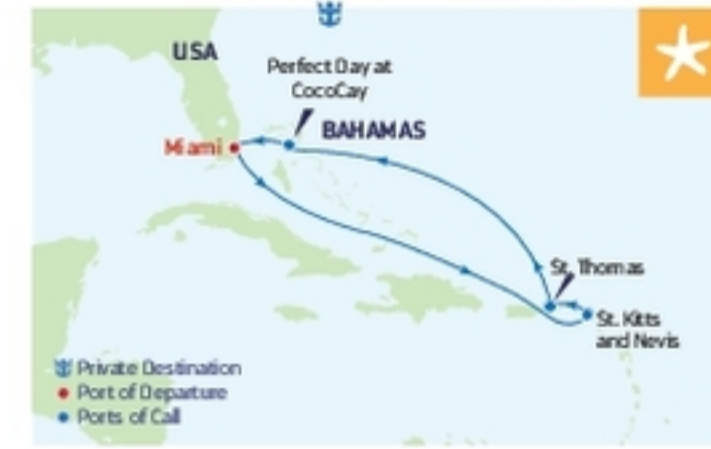 USA
Perfect Day at
CocoCay
BAHAMAS
Miami
St. Thomas
St. Kitts
and Nevis
Private Destination
Port of Departure
Ports of Call